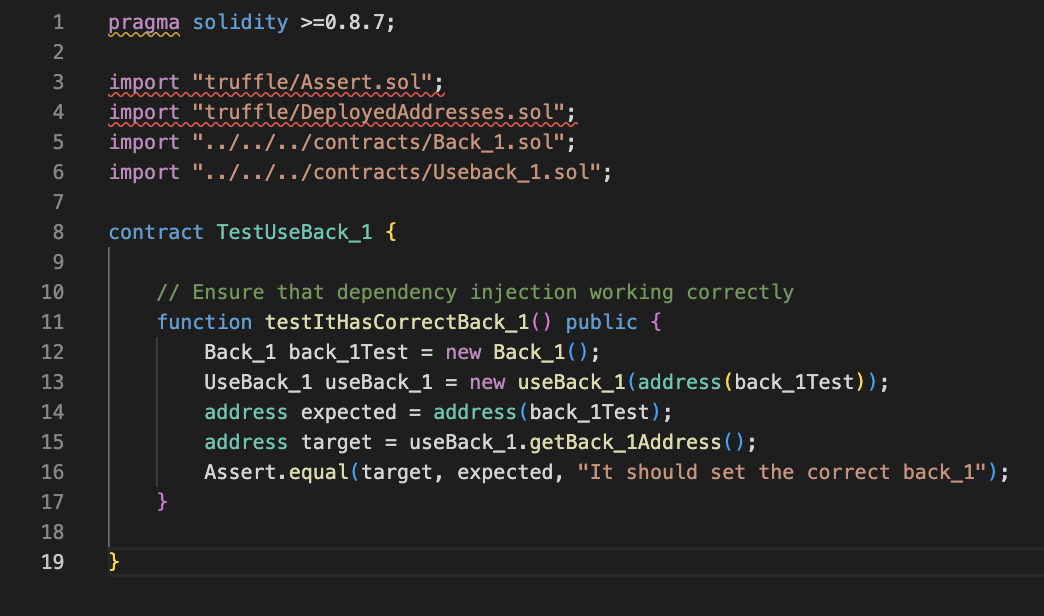 1 pragma solidity >=0.8.7;
2
3 import "truffle/Assert.sol";
4 import "truffle/DeployedAddresses.sol";
5 import "../../../contracts/Back_1.sol";
6 import "../../../contracts/Useback_1.sol";
7
8 contract TestUseBack_1 {
9
10 // Ensure that dependency injection working correctly
11 function testItHasCorrectBack_1() public {
12 Back_1 back_1Test = new Back_1();
13 UseBack_1 useBack_1 = new useBack_1(address(back_1Test));
14 address expected = address(back_1Test);
15 address target = useBack_1.getBack_1Address();
16 Assert.equal(target, expected, "It should set the correct back_1");
17 }
18
19 }